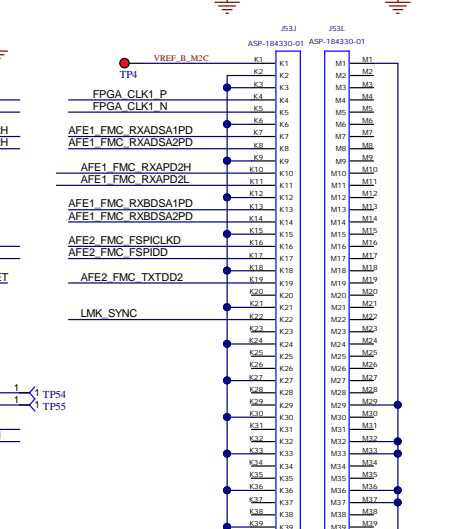 J53J J53L
ASP-184330-01 ASP-184330-01
VREF_B_M2C K1 K1 M1 M1
TP4 K2 K2 M2 M2
K3 K3 M3 M3
FPGA_CLK1_P K4 K4 M4 M4
FPGA_CLK1_N K5 K5 M5 M5
K6 K6 M6 M6
H AFE1_FMC_RXADSA1PD K7 K7 M7 M7
H AFE1_FMC_RXADSA2PD K8 K8 M8 M8
K9 K9 M9 M9
AFE1_FMC_RXAPD2H K10 K10 M10 M10
AFE1_FMC_RXAPD2L K11 K11 M11 M11
K12 K12 M12 M12
AFE1_FMC_RXBDSA1PD K13 K13 M13 M13
AFE1_FMC_RXBDSA2PD K14 K14 M14 M14
K15 K15 M15 M15
AFE2_FMC_FSPICLKD K16 K16 M16 M16
AFE2_FMC_FSPIDD K17 K17 M17 M17
K18 K18 M18 M18
ET AFE2_FMC_TXTDD2 K19 K19 M19 M19
K20 K20 M20 M20
K21 K21 M21 M21
LMK_SYNC K22 K22 M22 M22
K23 K23 M23 M23
K24 K24 M24 M24
K25 K25 M25 M25
K26 K26 M26 M26
K27 K27 M27 M27
1 1 TP54 K28 K28 M28 M28
1 1 TP55 K29 K29 M29 M29
K30 K30 M30 M30
K31 K31 M31 M31
K32 K32 M32 M32
K33 K33 M33 M33
K34 K34 M34 M34
K35 K35 M35 M35
K36 K36 M36 M36
K37 K37 M37 M37
K38 K38 M38 M38
K39 K39 M39 M39